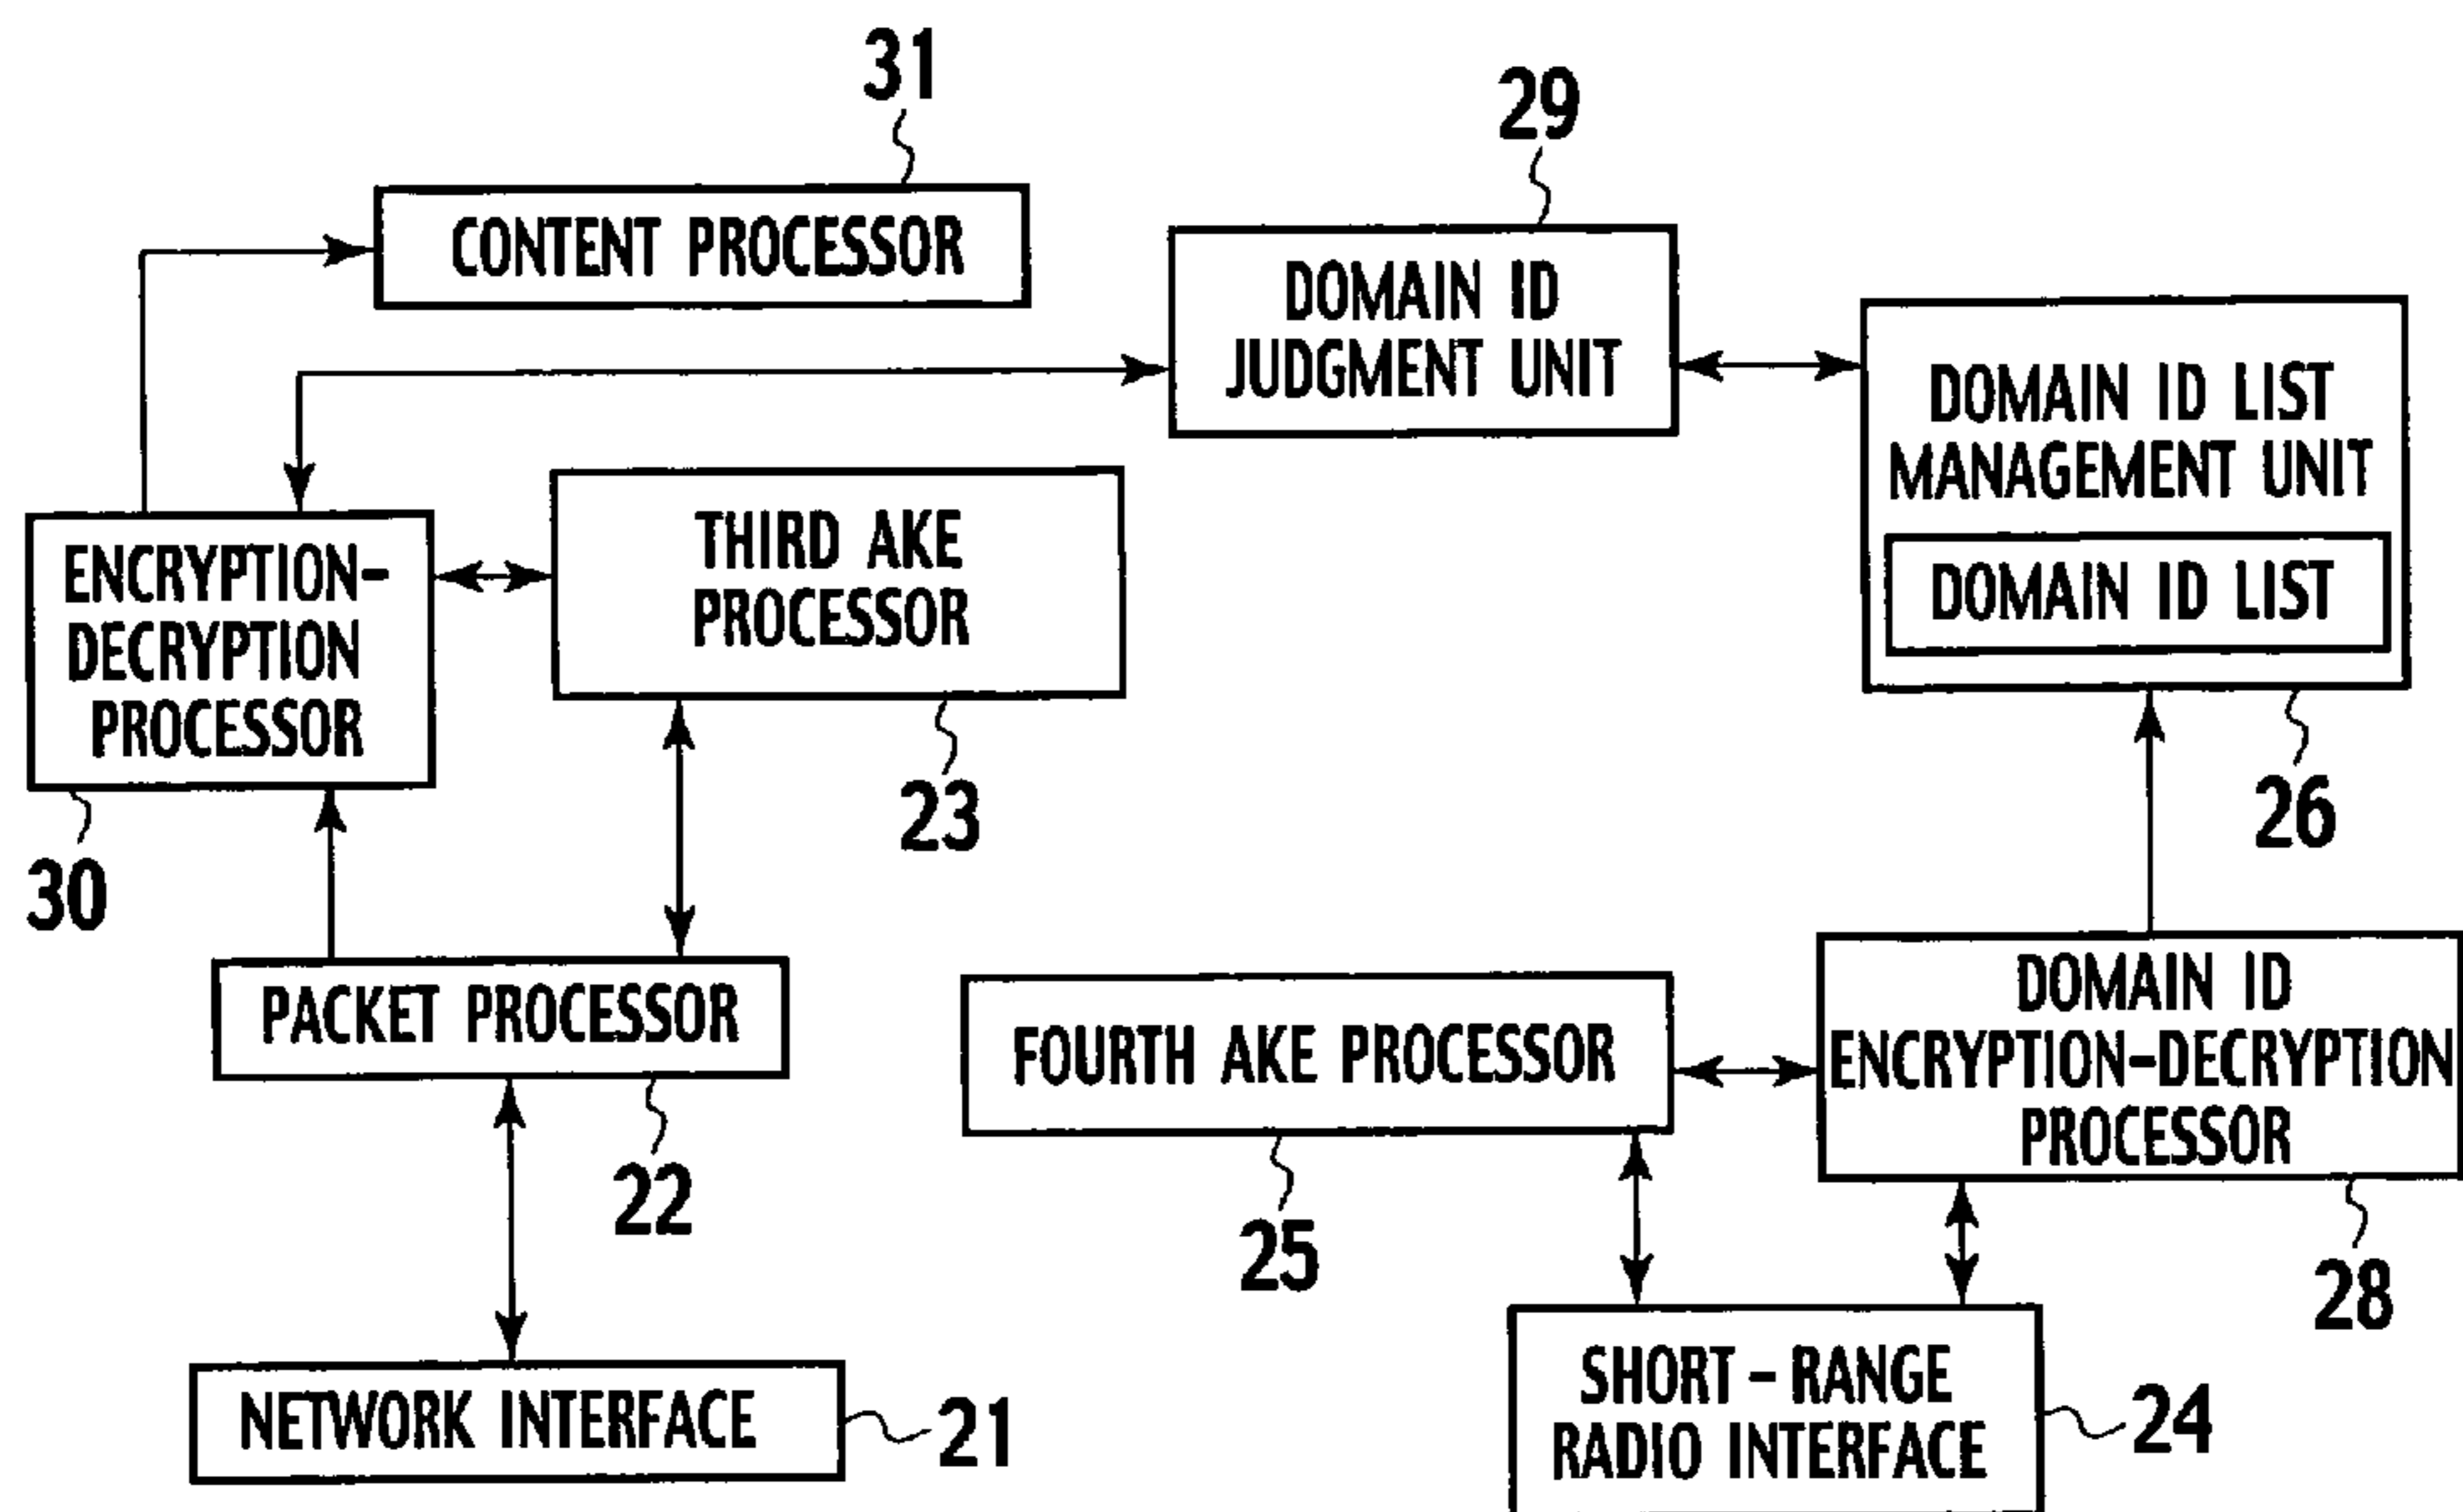 31
29
CONTENT PROCESSOR
DOMAIN ID
JUDGMENT UNIT
DOMAIN ID LIST
MANAGEMENT UNIT
DOMAIN ID LIST
26
THIRD AKE
PROCESSOR
23
ENCRYPTION-
DECRYPTION
PROCESSOR
30
PACKET PROCESSOR
22
FOURTH AKE PROCESSOR
25
DOMAIN ID
ENCRYPTION-DECRYPTION
PROCESSOR
28
NETWORK INTERFACE
21
SHORT-RANGE
RADIO INTERFACE
24